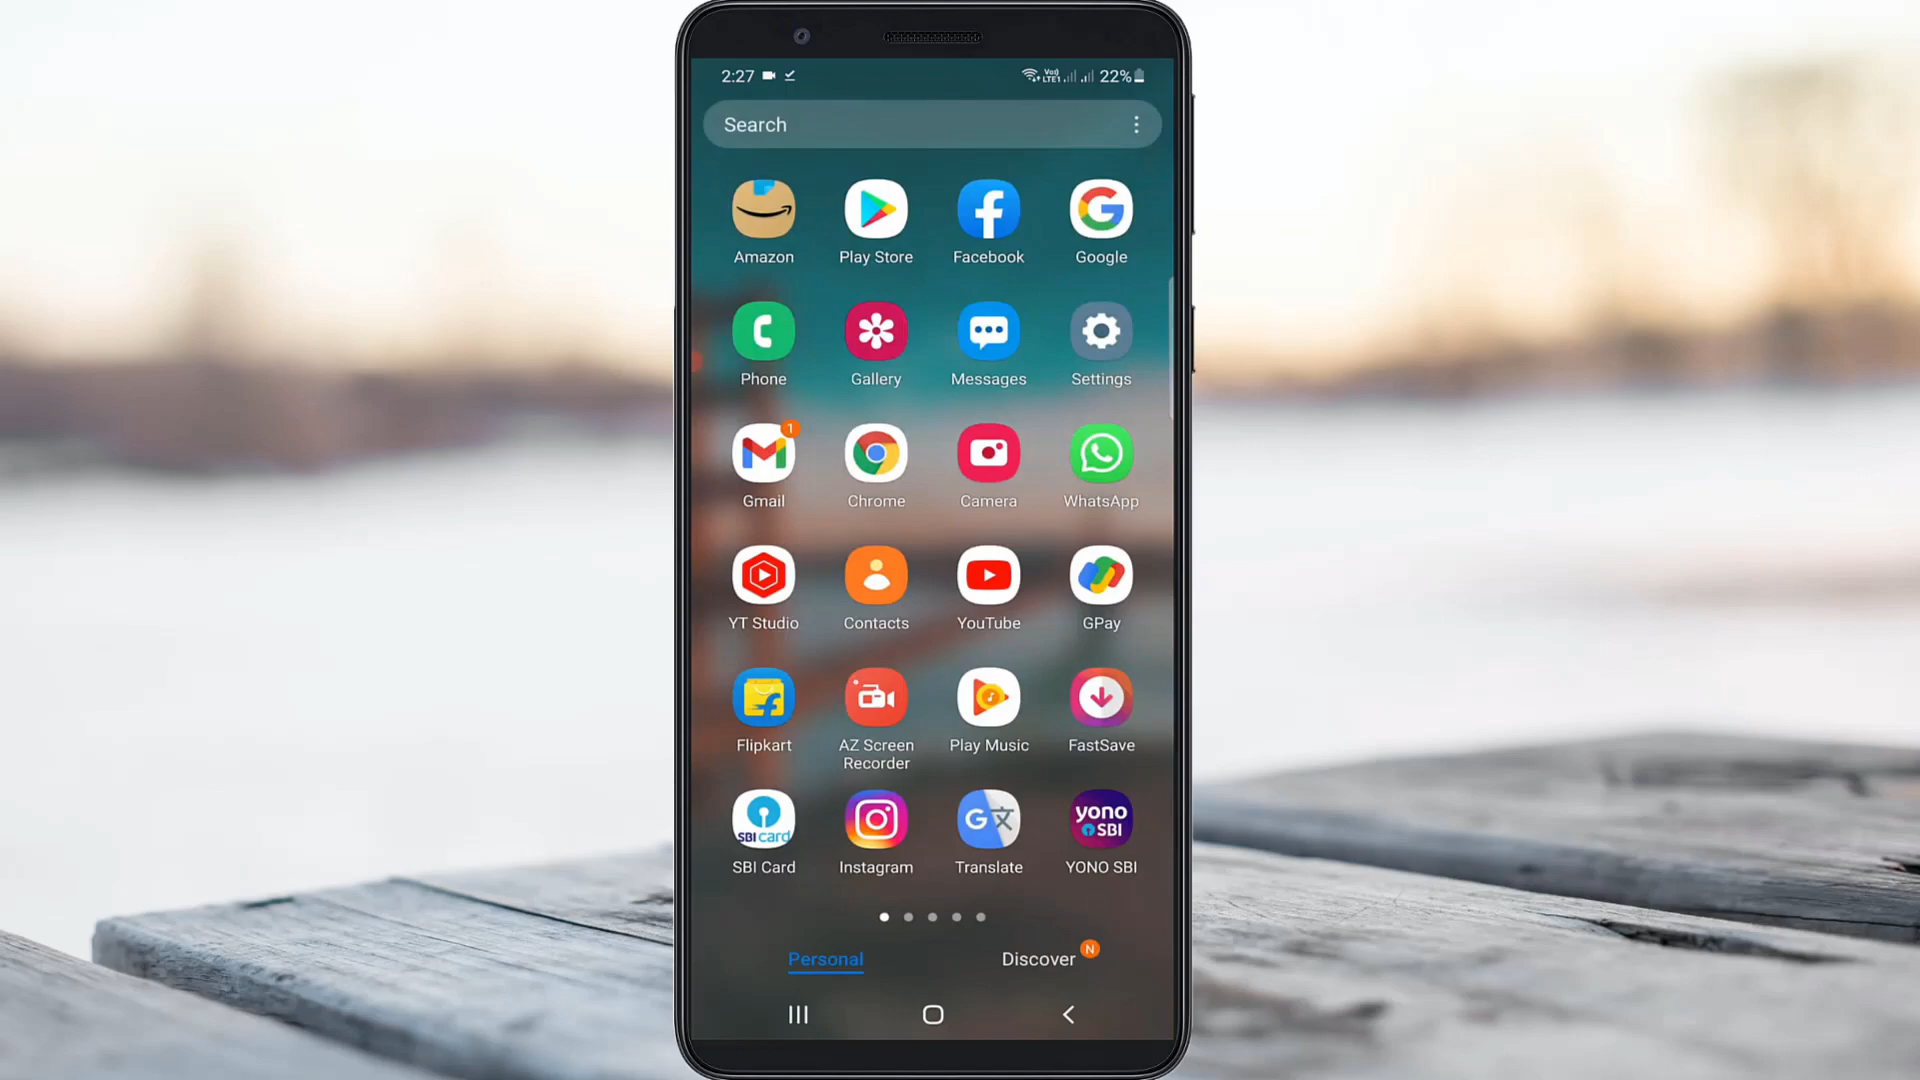 2:27
Vo)) LTE1 22%
Search
Amazon
Play Store
Facebook
Google
Phone
Gallery
Messages
Settings
1
Gmail
Chrome
Camera
WhatsApp
YT Studio
Contacts
YouTube
GPay
Flipkart
AZ Screen
Recorder
Play Music
FastSave
SBI card
yono
SBI
SBI Card
Instagram
Translate
YONO SBI
Personal
Discover N